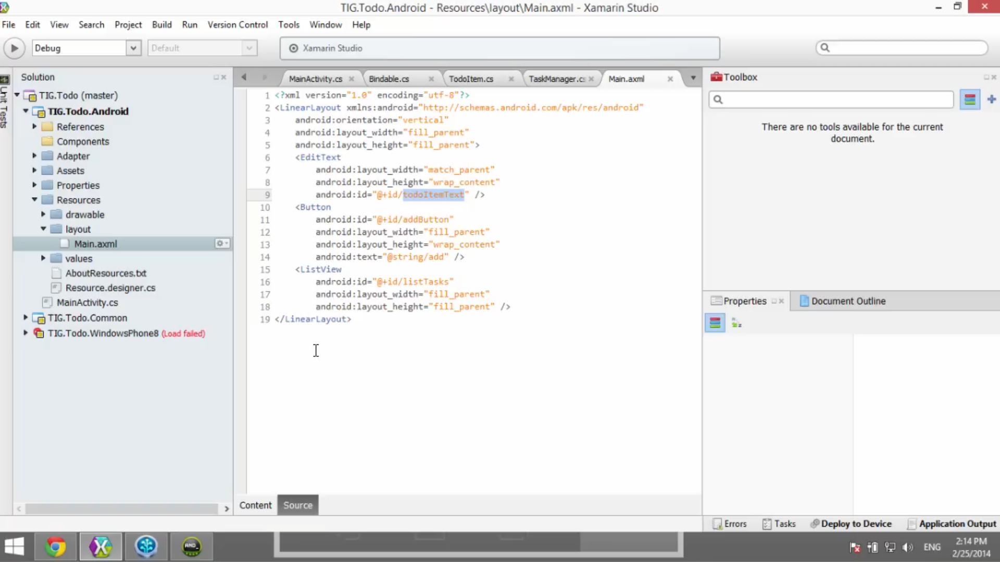 TIG.Todo.Android - Resources\layout\Main.axml - Xamarin Studio
File Edit View Search Project Build Run Version Control Tools Window Help
Debug Default Xamarin Studio
Unit Tests
Solution
TIG.Todo (master)
TIG.Todo.Android
References
Components
Adapter
Assets
Properties
Resources
drawable
layout
Main.axml
values
AboutResources.txt
Resource.designer.cs
MainActivity.cs
TIG.Todo.Common
TIG.Todo.WindowsPhone8 (Load failed)
MainActivity.cs Bindable.cs TodoItem.cs TaskManager.cs Main.axml
1 <?xml version="1.0" encoding="utf-8"?>
2 <LinearLayout xmlns:android="http://schemas.android.com/apk/res/android"
3 android:orientation="vertical"
4 android:layout_width="fill_parent"
5 android:layout_height="fill_parent">
6 <EditText
7 android:layout_width="match_parent"
8 android:layout_height="wrap_content"
9 android:id="@+id/todoItemText" />
10 <Button
11 android:id="@+id/addButton"
12 android:layout_width="fill_parent"
13 android:layout_height="wrap_content"
14 android:text="@string/add" />
15 <ListView
16 android:id="@+id/listTasks"
17 android:layout_width="fill_parent"
18 android:layout_height="fill_parent" />
19 </LinearLayout>
Content Source
Toolbox
There are no tools available for the current
document.
Properties Document Outline
Errors Tasks Deploy to Device Application Output
AND_
ENG
2:14 PM
2/25/2014